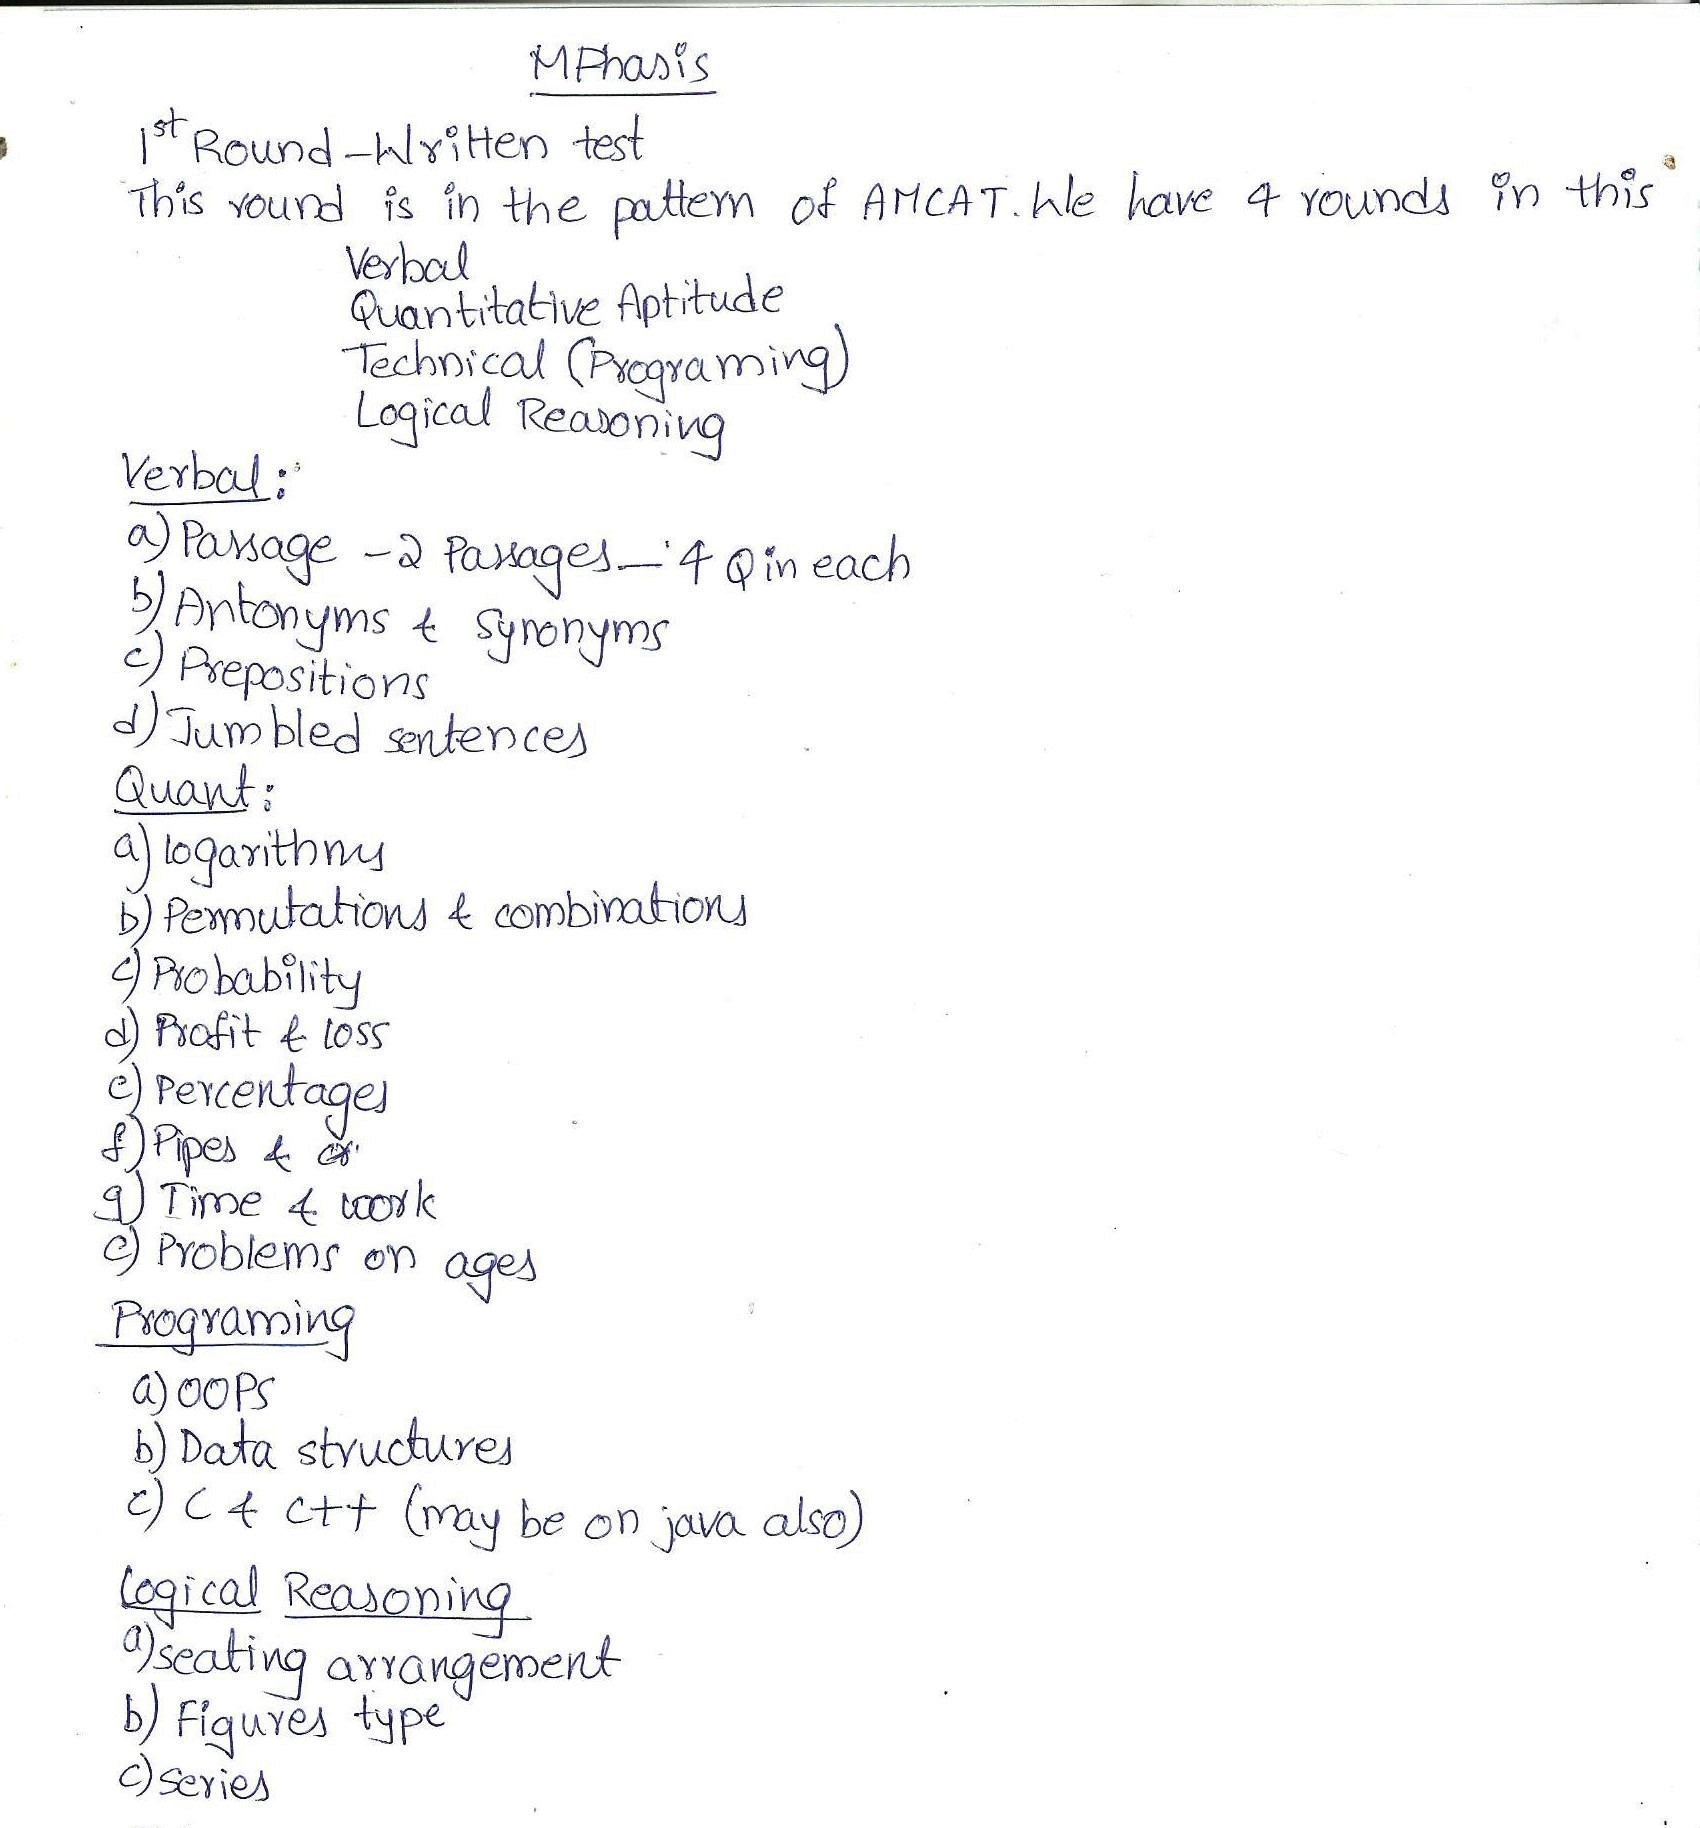 MPhasis
1st Round - Written test
This round is in the pattern of AMCAT. We have 4 rounds in this
Verbal
Quantitative Aptitude
Technical (Programing)
Logical Reasoning
Verbal:
a) Passage - 2 Passages - 4 Q in each
b) Antonyms & Synonyms
c) Prepositions
d) Jumbled sentences
Quant:
a) logarithms
b) Permutations & combinations
c) Probability
d) Profit & loss
e) Percentages
f) Pipes &
g) Time & work
e) Problems on ages
Programing
a) OOPS
b) Data structures
c) C & C++ (may be on java also)
Logical Reasoning
a) seating arrangement
b) Figures type
c) series